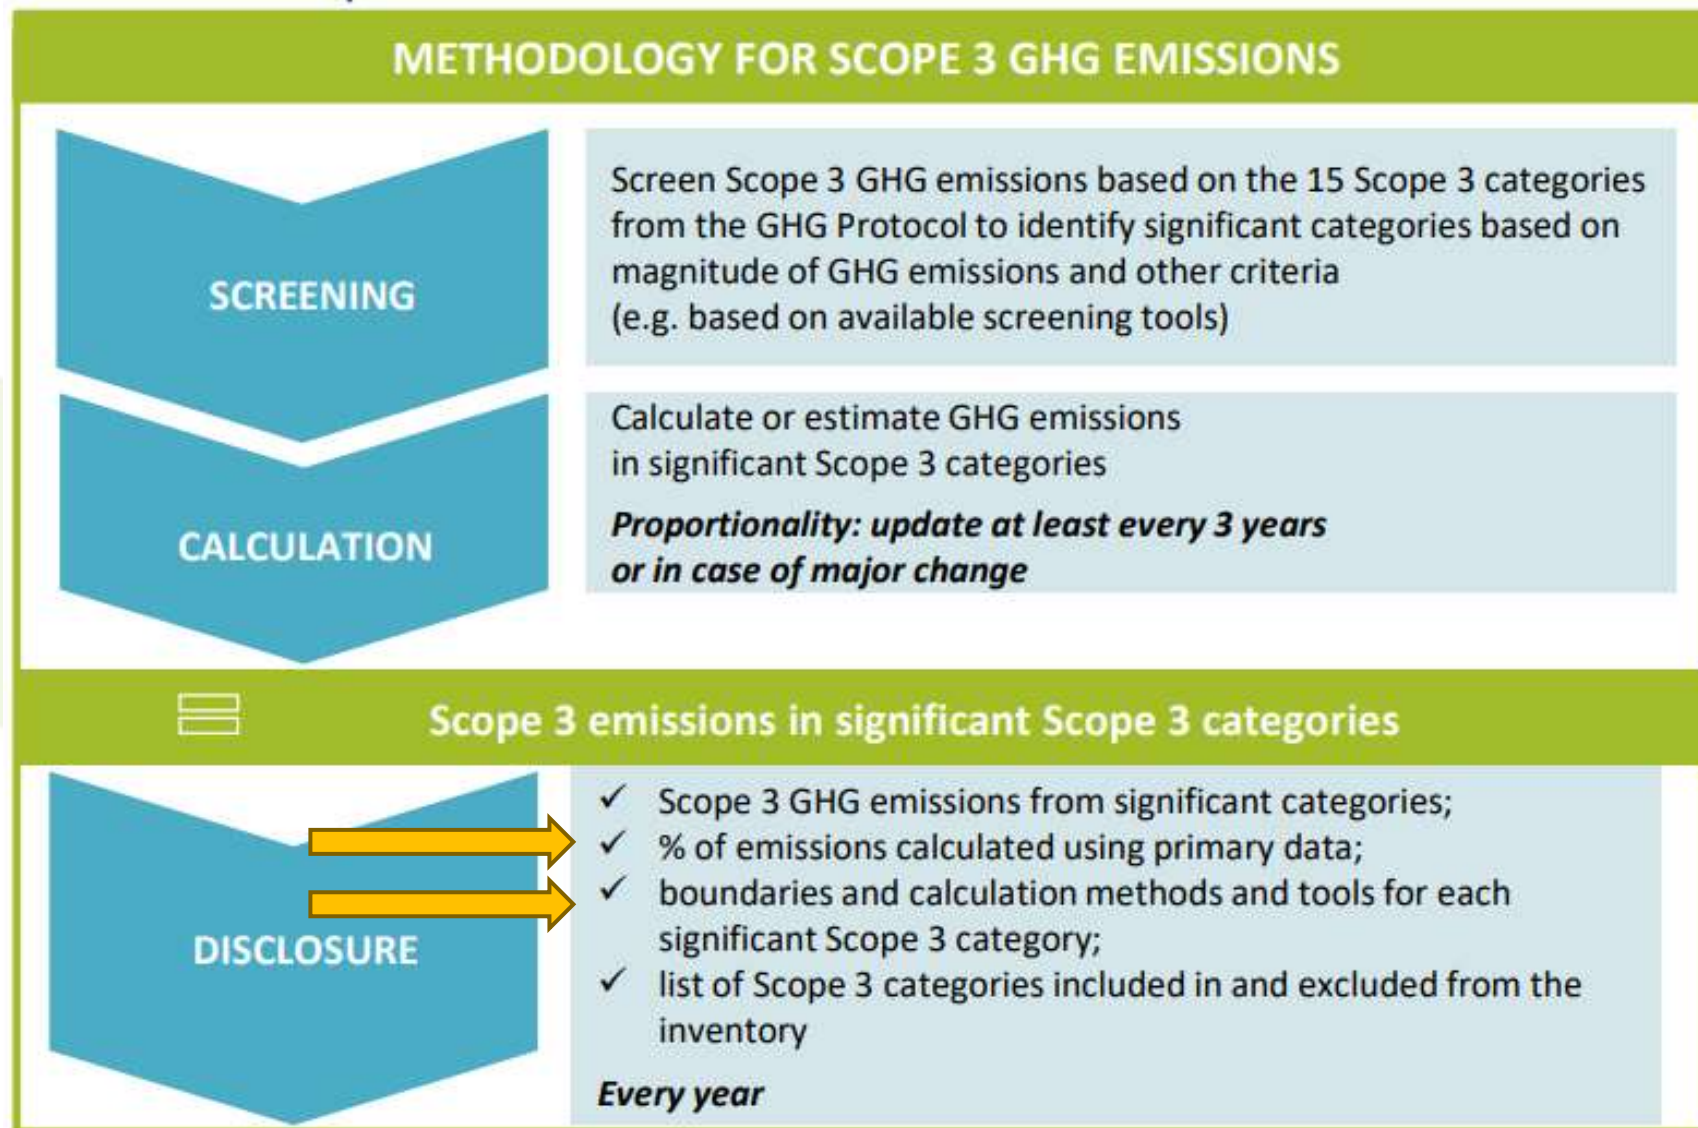 METHODOLOGY FOR SCOPE 3 GHG EMISSIONS
SCREENING
Screen Scope 3 GHG emissions based on the 15 Scope 3 categories
from the GHG Protocol to identify significant categories based on
magnitude of GHG emissions and other criteria
(e.g. based on available screening tools)
CALCULATION
Calculate or estimate GHG emissions
in significant Scope 3 categories
Proportionality: update at least every 3 years
or in case of major change
Scope 3 emissions in significant Scope 3 categories
DISCLOSURE
✓ Scope 3 GHG emissions from significant categories;
✓ % of emissions calculated using primary data;
✓ boundaries and calculation methods and tools for each
significant Scope 3 category;
✓ list of Scope 3 categories included in and excluded from the
inventory
Every year